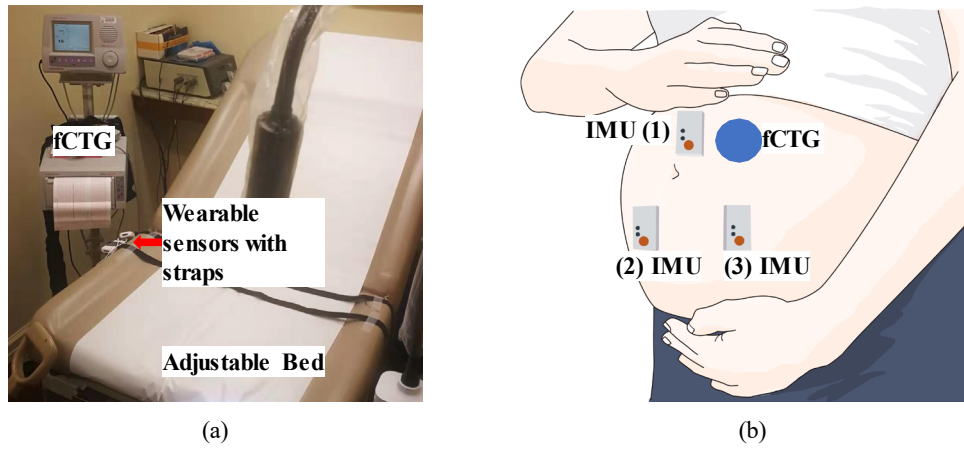 fCTG
Wearable
sensors with
straps
Adjustable Bed
IMU (1)
fCTG
(2) IMU
(3) IMU
(a)
(b)